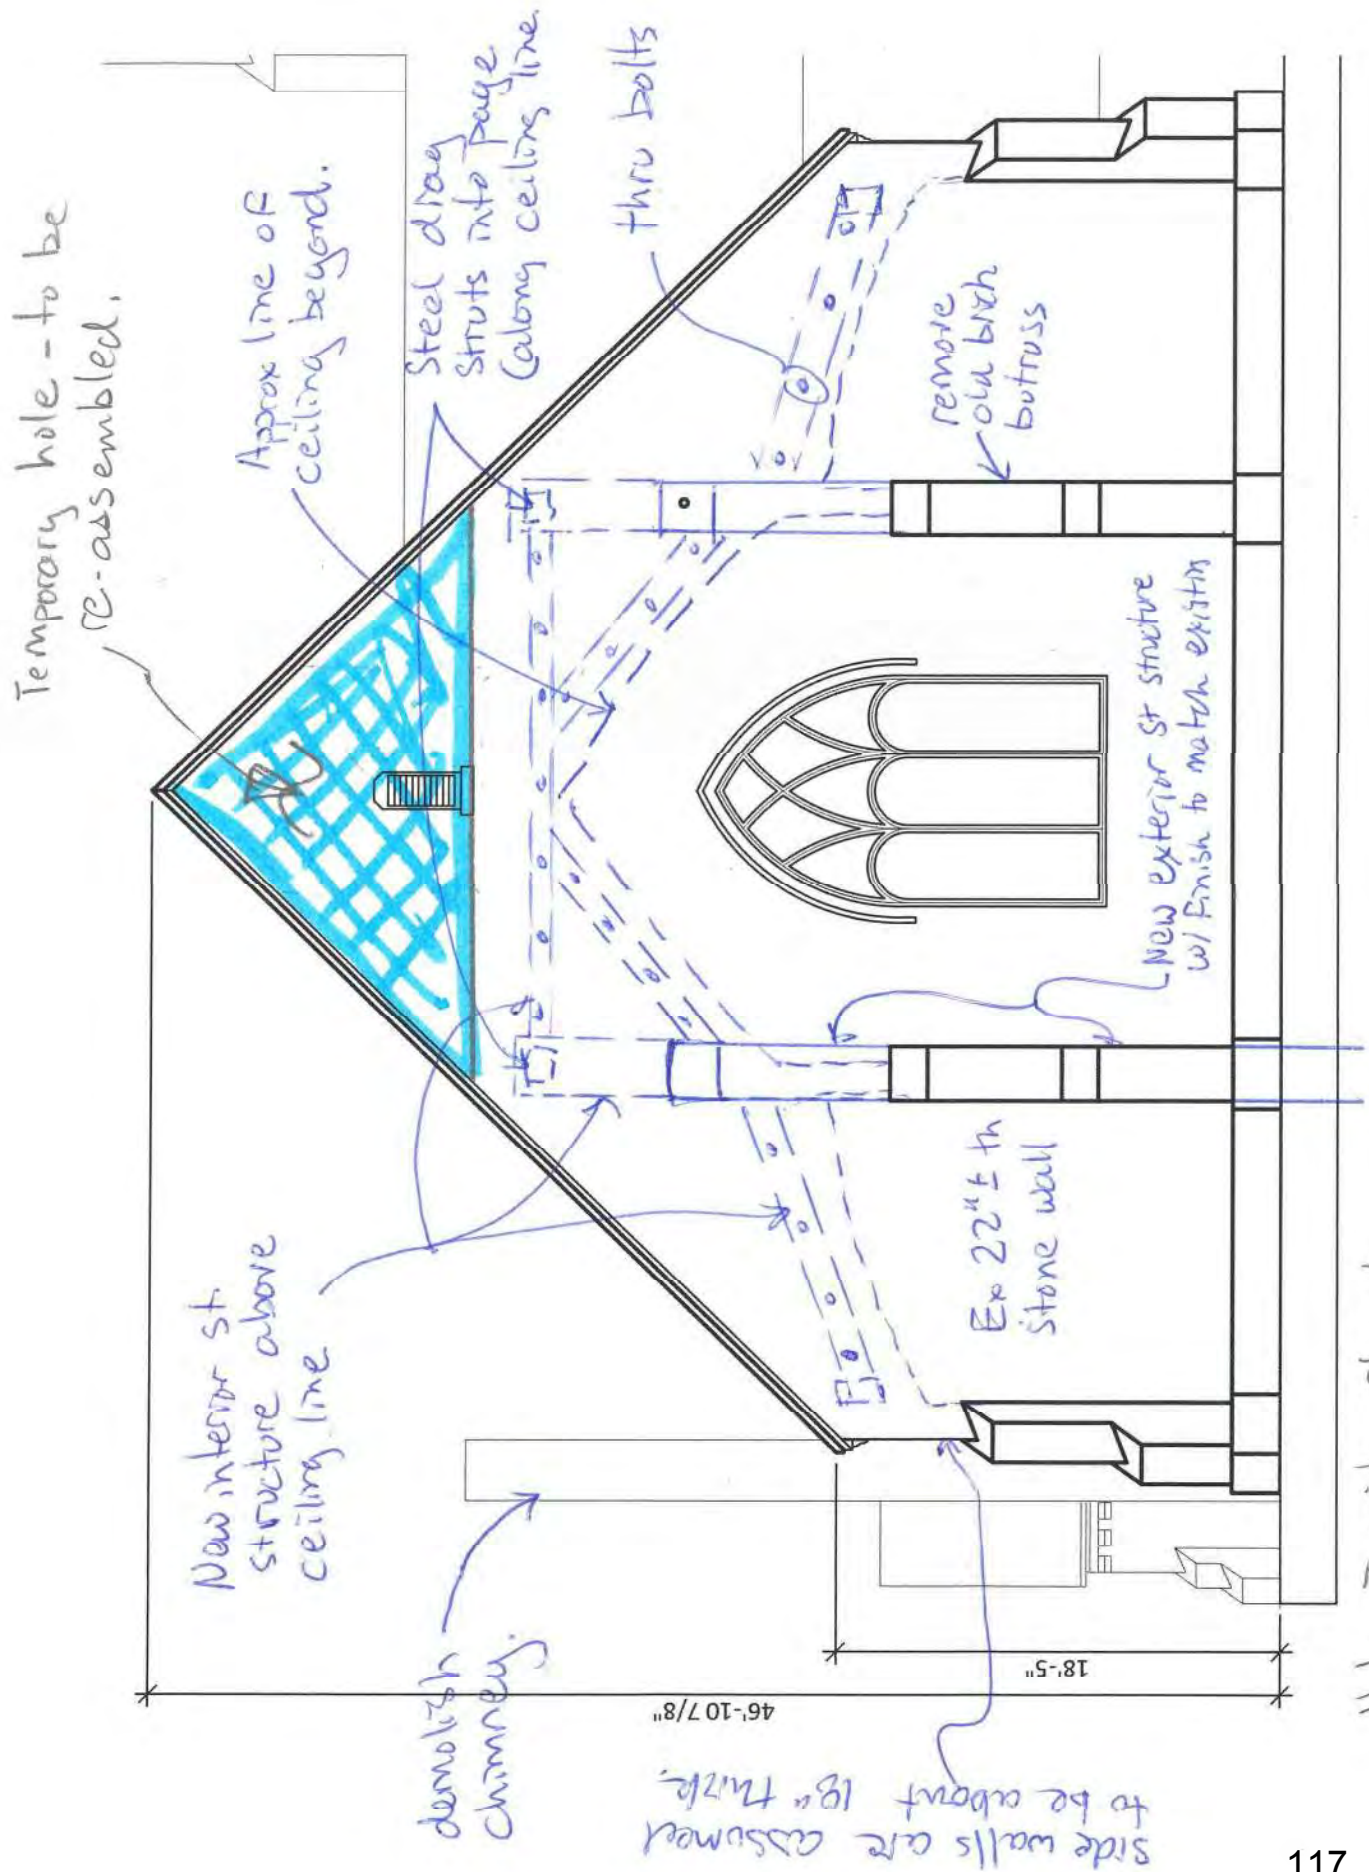 Temporary hole - to be
re-assembled.
Approx line of
ceiling beyond.
Steel diag
struts into page
(along ceiling line.
thru bolts
New interior st.
structure above
ceiling line
demolish
chimney.
remove
old brick
butruss
New exterior st structure
w/ finish to match existin
Ex 22"± th
stone wall
18'-5"
46'-10 7/8"
side walls are assumed
to be about 18" thick.
117